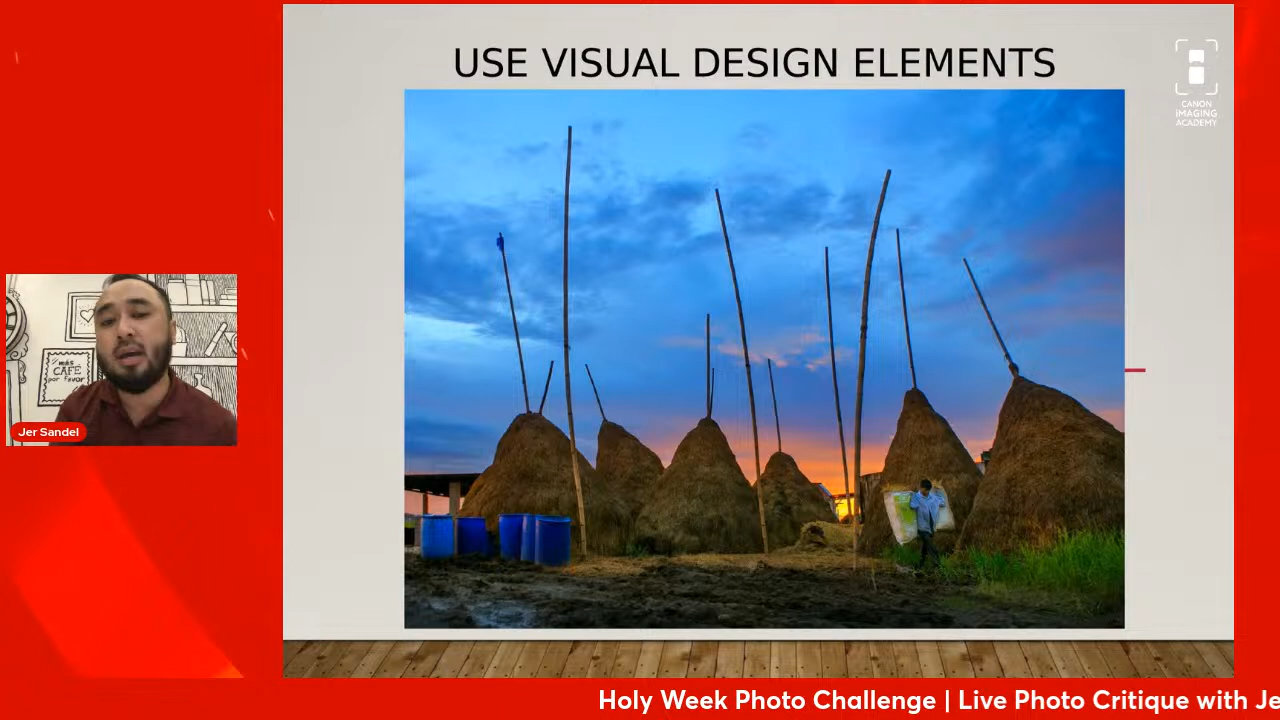 USE VISUAL DESIGN ELEMENTS
CANON
IMAGING
ACADEMY
más
CAFE
por favor
Jer Sandel
Holy Week Photo Challenge | Live Photo Critique with Je